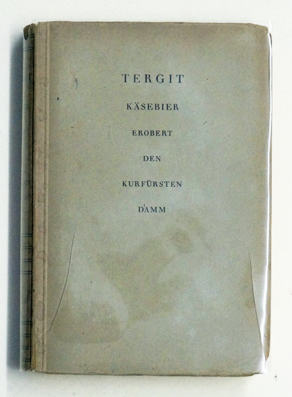 TERGIT
KÄSEBIER
EROBERT
DEN
KURFÜRSTEN
DAMM